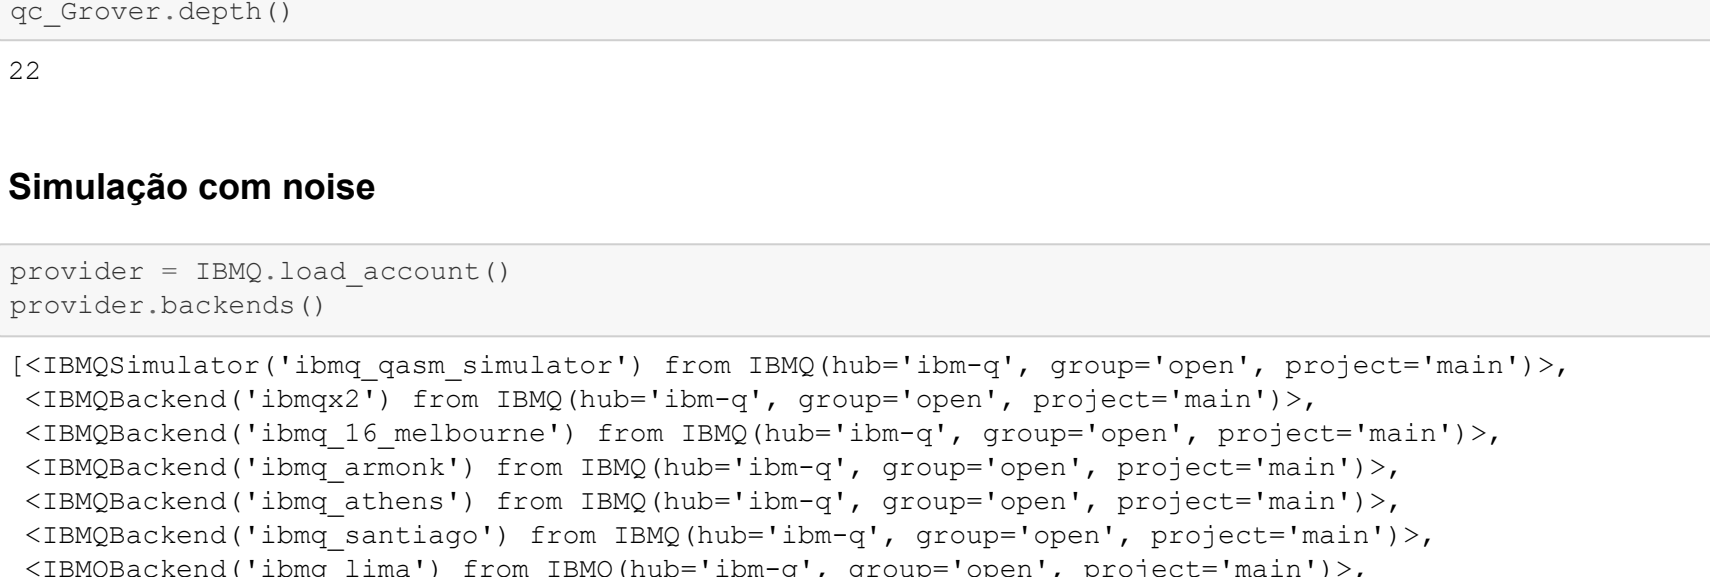 qc_Grover.depth()
22
Simulação com noise
provider = IBMQ.load_account()
provider.backends()
[<IBMQSimulator('ibmq_qasm_simulator') from IBMQ(hub='ibm-q', group='open', project='main')>,
<IBMQBackend('ibmqx2') from IBMQ(hub='ibm-q', group='open', project='main')>,
<IBMQBackend('ibmq_16_melbourne') from IBMQ(hub='ibm-q', group='open', project='main')>,
<IBMQBackend('ibmq_armonk') from IBMQ(hub='ibm-q', group='open', project='main')>,
<IBMQBackend('ibmq_athens') from IBMQ(hub='ibm-q', group='open', project='main')>,
<IBMQBackend('ibmq_santiago') from IBMQ(hub='ibm-q', group='open', project='main')>,
<IBMQBackend('ibmq_lima') from IBMQ(hub='ibm-q', group='open', project='main')>,